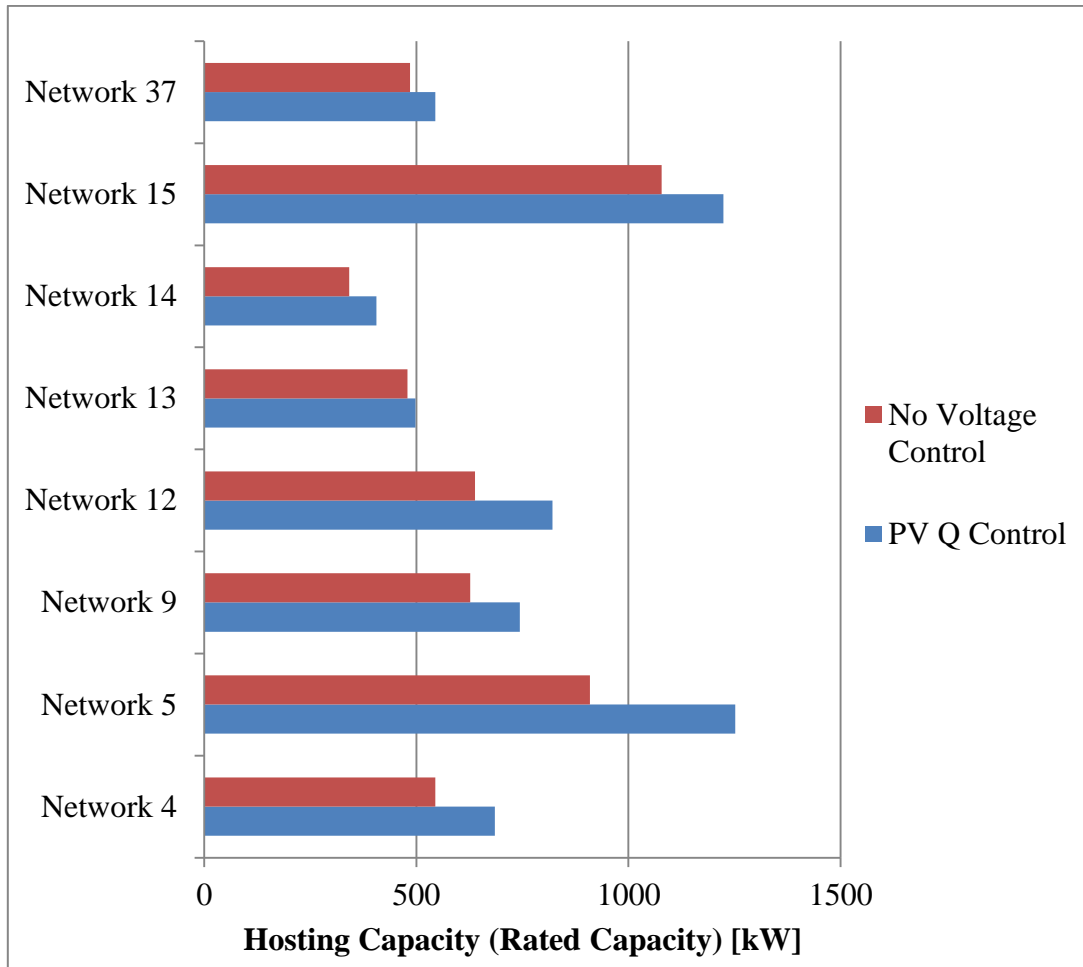 Network 37
Network 15
Network 14
Network 13
Network 12
Network 9
Network 5
Network 4
0
500
1000
1500
Hosting Capacity (Rated Capacity) [kW]
No Voltage
Control
PV Q Control